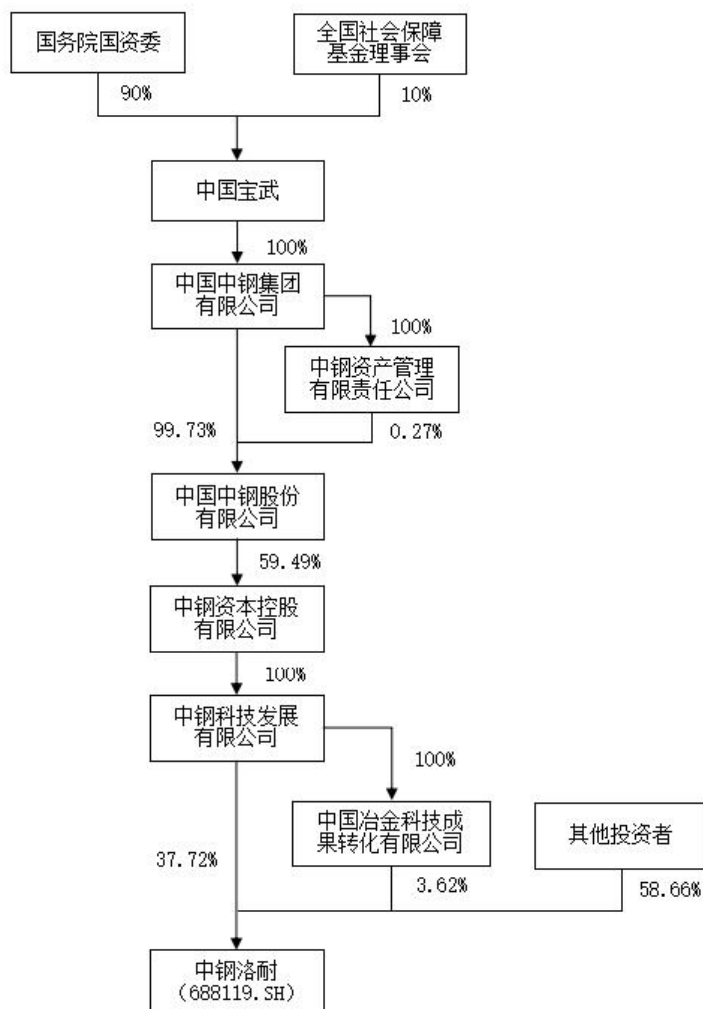 国务院国资委
全国社会保障
基金理事会
90%
10%
中国宝武
100%
中国中钢集团
有限公司
100%
中钢资产管理
有限责任公司
99.73%
0.27%
中国中钢股份
有限公司
59.49%
中钢资本控股
有限公司
100%
中钢科技发展
有限公司
100%
中国冶金科技成
果转化有限公司
其他投资者
37.72%
3.62%
58.66%
中钢洛耐
(688119.SH)